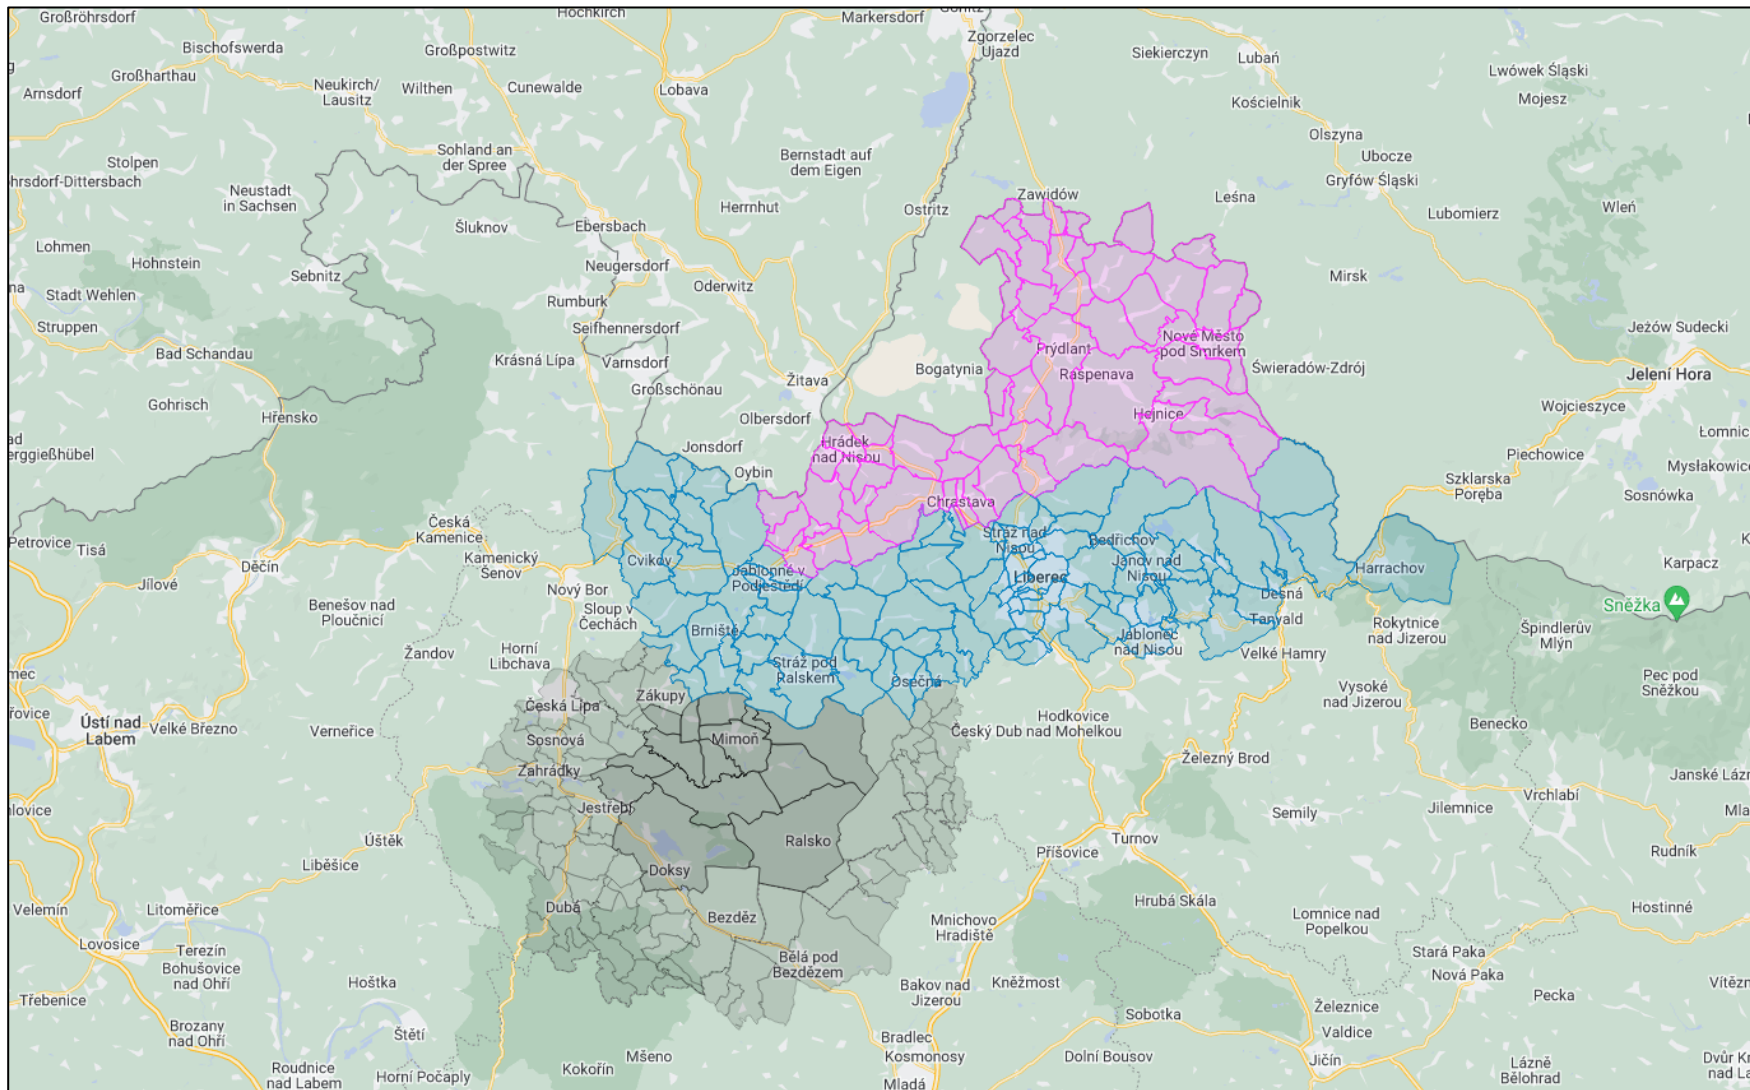 Großröhrsdorf
Hochkirch
Markersdorf
Zgorzelec
Ujazd
Bischofswerda
Großpostwitz
Siekierczyn
Lubań
Lwówek Śląski
Großharthau
Neukirch/
Lausitz
Wilthen
Cunewalde
Lobava
Arnsdorf
Mojesz
Kościelnik
Olszyna
Stolpen
Sohland an
der Spree
Bernstadt auf
dem Eigen
Ubocze
Gryfów Śląski
ohrsdorf-Dittersbach
Neustadt
in Sachsen
Zawidów
Leśna
Herrnhut
Ostritz
Lubomierz
Wleń
Šluknov
Ebersbach
Lohmen
Hohnstein
Sebnitz
Neugersdorf
Oderwitz
Mirsk
Stadt Wehlen
Rumburk
Struppen
Seifhennersdorf
Jeżów Sudecki
Nové Město
pod Smrkem
Bad Schandau
Krásná Lípa
Varnsdorf
Frýdlant
Bogatynia
Raspenava
Świeradów-Zdrój
Jelení Hora
Žitava
Großschönau
Gohrisch
Hřensko
Olbersdorf
Hejnice
Wojcieszyce
erggießhübel
Jonsdorf
Hrádek
nad Nisou
Łomnic
Piechowice
Mysłakowice
Oybin
Szklarska
Poręba
Sosnówka
Chrastava
Česká
Kamenice
Stráž nad
Nisou
Bedřichov
Petrovice
Tisá
Kamenický
Šenov
Cvikov
Jablonné v
Podještědí
Janov nad
Nisou
Harrachov
Karpacz
Děčín
Jílové
Nový Bor
Liberec
Desná
Sněžka
Benešov nad
Ploučnicí
Sloup v
Čechách
Tanvald
Rokytnice
nad Jizerou
Špindlerův
Mlýn
Brniště
Jablonec
nad Nisou
Žandov
Horní
Libchava
Velké Hamry
Stráž pod
Ralskem
Osečná
Pec pod
Sněžkou
Zákupy
Vysoké
nad Jizerou
Česká Lípa
Ústí nad
Labem
Velké Březno
Verneřice
Hodkovice
nad Mohelkou
Český Dub
Benecko
Sosnová
Mimoň
Železný Brod
Zahrádky
Janské Lázn
Vrchlabí
Jestřebí
Semily
Jilemnice
Úštěk
Ralsko
Turnov
Příšovice
Rudník
Liběšice
Doksy
Velemín
Litoměřice
Dubá
Bezděz
Mnichovo
Hradiště
Hrubá Skála
Lomnice nad
Popelkou
Hostinné
Lovosice
Terezín
Bohušovice
nad Ohří
Bělá pod
Bezdězem
Stará Paka
Nová Paka
Hoštka
Bakov nad
Jizerou
Kněžmost
Třebenice
Pecka
Železnice
Sobotka
Brozany
nad Ohří
Štětí
Valdice
Bradlec
Kosmonosy
Mšeno
Dolní Bousov
Jičín
Roudnice
nad Labem
Horní Počaply
Kokořín
Lázně
Bělohrad
Mladá